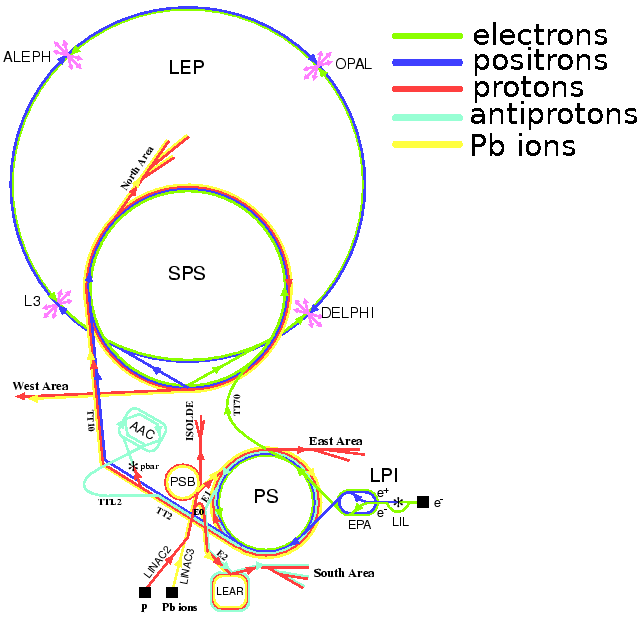 electrons
positrons
protons
antiprotons
Pb ions
ALEPH
LEP
OPAL
North Area
SPS
L3
DELPHI
West Area
TT10
TT70
AAC
pbar
ISOLDE
East Area
LPI
PSB
PS
E1
E0
e+
e-
EPA
LIL
e-
TTL2
TT2
LINAC2
LINAC3
E2
South Area
LEAR
p
Pb ions